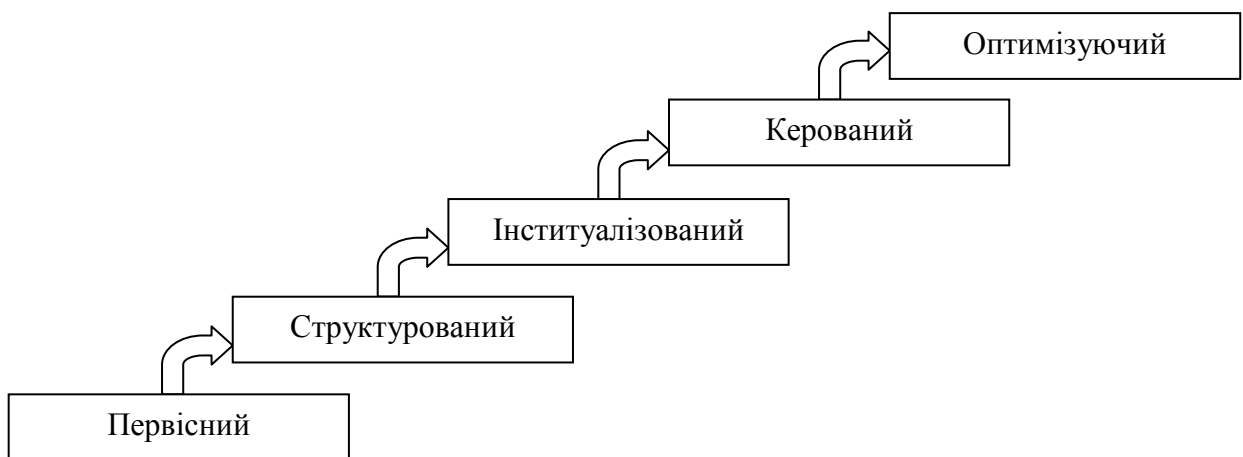 Оптимізуючий
Керований
Інституалізований
Структурований
Первісний